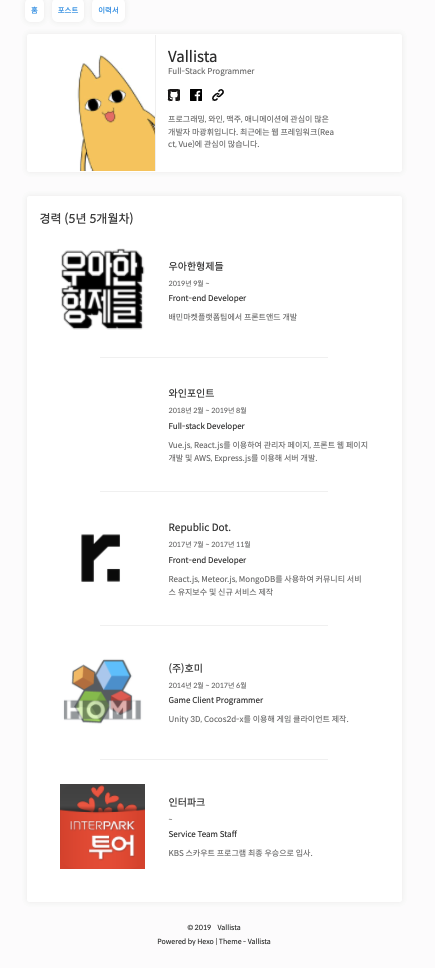 홈 포스트 이력서
Vallista
Full-Stack Programmer
프로그래밍, 와인, 맥주, 애니메이션에 관심이 많은
개발자 마광휘입니다. 최근에는 웹 프레임워크(Rea
ct, Vue)에 관심이 많습니다.
경력 (5년 5개월차)
우아한
형제들
우아한형제들
2019년 9월 ~
Front-end Developer
배민마켓플랫폼팀에서 프론트앤드 개발
와인포인트
2018년 2월 ~ 2019년 8월
Full-stack Developer
Vue.js, React.js를 이용하여 관리자 페이지, 프론트 웹 페이지
개발 및 AWS, Express.js를 이용해 서버 개발.
r.
Republic Dot.
2017년 7월 ~ 2017년 11월
Front-end Developer
React.js, Meteor.js, MongoDB를 사용하여 커뮤니티 서비
스 유지보수 및 신규 서비스 제작
HOMI
(주)호미
2014년 2월 ~ 2017년 6월
Game Client Programmer
Unity 3D, Cocos2d-x를 이용해 게임 클라이언트 제작.
INTERPARK
투어
인터파크
~
Service Team Staff
KBS 스카우트 프로그램 최종 우승으로 입사.
© 2019 Vallista
Powered by Hexo | Theme - Vallista